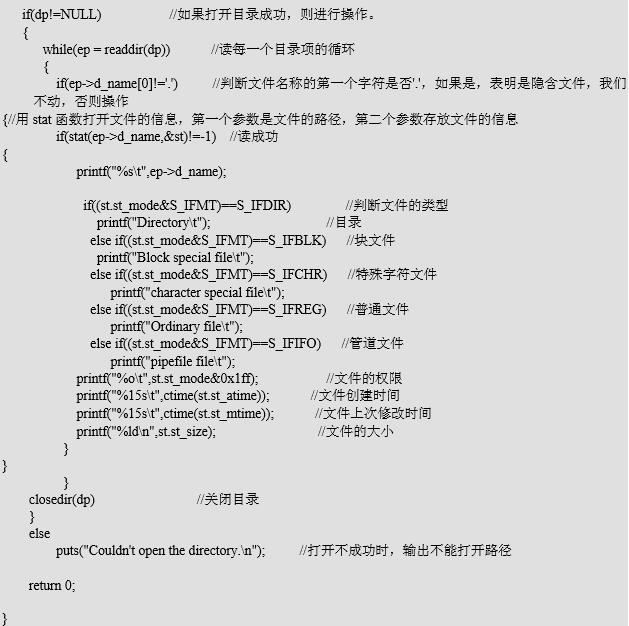 if(dp!=NULL) //如果打开目录成功，则进行操作。
{
while(ep = readdir(dp)) //读每一个目录项的循环
{
if(ep->d_name[0]!='.') //判断文件名称的第一个字符是否'.'，如果是，表明是隐含文件，我们
不动，否则操作
{//用 stat 函数打开文件的信息，第一个参数是文件的路径，第二个参数存放文件的信息
if(stat(ep->d_name,&st)!=-1) //读成功
{
printf("%s\t",ep->d_name);
if((st.st_mode&S_IFMT)==S_IFDIR) //判断文件的类型
printf("Directory\t"); //目录
else if((st.st_mode&S_IFMT)==S_IFBLK) //块文件
printf("Block special file\t");
else if((st.st_mode&S_IFMT)==S_IFCHR) //特殊字符文件
printf("character special file\t");
else if((st.st_mode&S_IFMT)==S_IFREG) //普通文件
printf("Ordinary file\t");
else if((st.st_mode&S_IFMT)==S_IFIFO) //管道文件
printf("pipefile file\t");
printf("%o\t",st.st_mode&0x1ff); //文件的权限
printf("%15s\t",ctime(st.st_atime)); //文件创建时间
printf("%15s\t",ctime(st.st_mtime)); //文件上次修改时间
printf("%ld\n",st.st_size); //文件的大小
}
}
}
closedir(dp) //关闭目录
}
else
puts("Couldn't open the directory.\n"); //打开不成功时，输出不能打开路径
return 0;
}